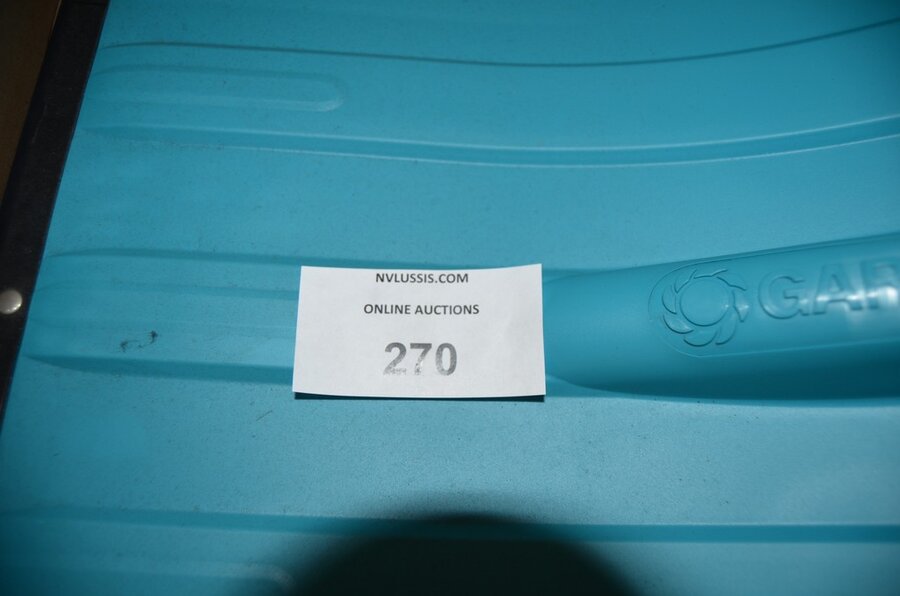 NVLUSSIS.COM
ONLINE AUCTIONS
270
GAR